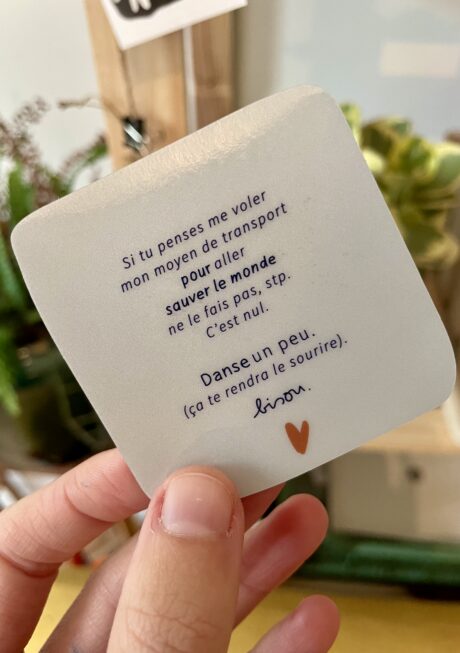 Si tu penses me voler
mon moyen de transport
pour aller
sauver le monde
ne le fais pas, stp.
C'est nul.
Danse un peu.
(ça te rendra le sourire).
bisou.